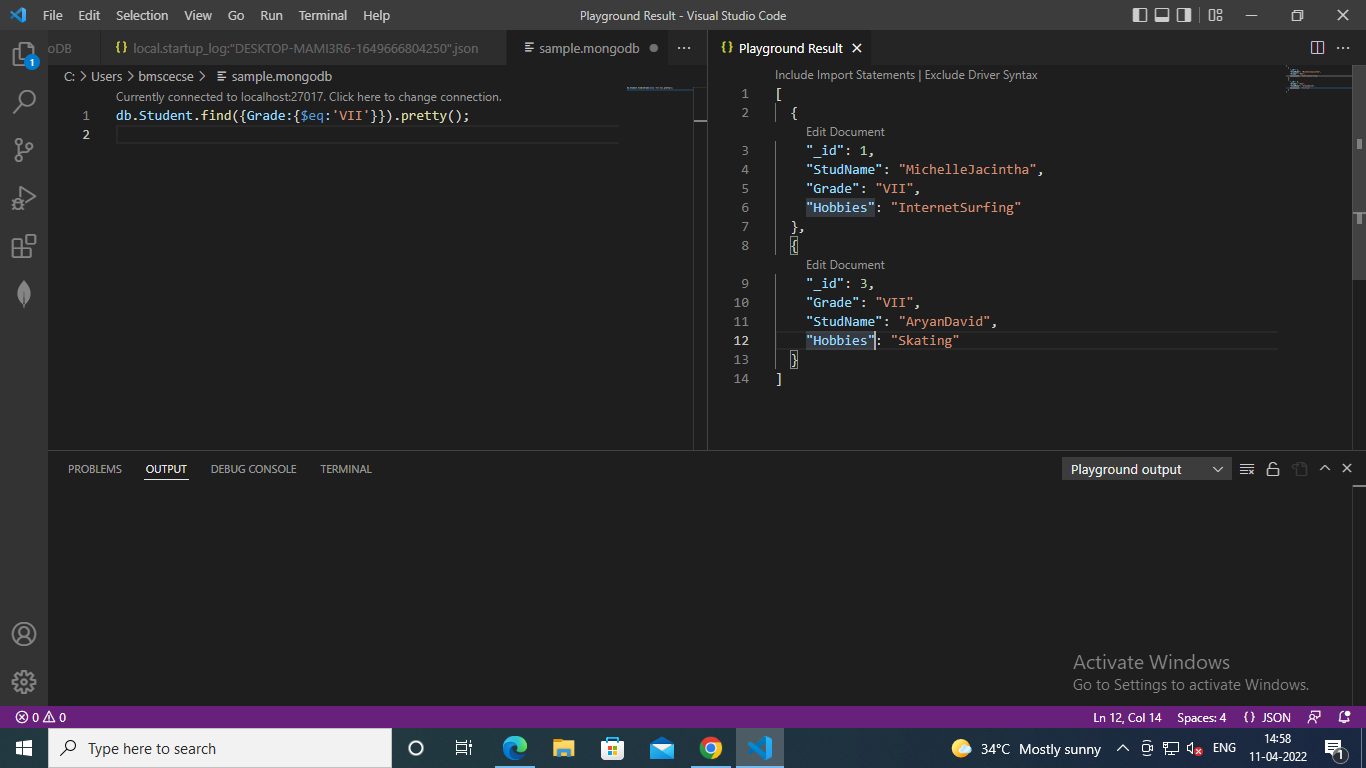 File Edit Selection View Go Run Terminal Help
Playground Result - Visual Studio Code
1
oDB
{} local.startup_log:"DESKTOP-MAMI3R6-1649666804250".json
sample.mongodb
C: > Users > bmscecse > sample.mongodb
Currently connected to localhost:27017. Click here to change connection.
1 db.Student.find({Grade:{$eq:'VII'}}).pretty();
2
{} Playground Result
Include Import Statements | Exclude Driver Syntax
1 [
2 {
Edit Document
3 "_id": 1,
4 "StudName": "MichelleJacintha",
5 "Grade": "VII",
6 "Hobbies": "InternetSurfing"
7 },
8 {
Edit Document
9 "_id": 3,
10 "Grade": "VII",
11 "StudName": "AryanDavid",
12 "Hobbies": "Skating"
13 }
14 ]
PROBLEMS OUTPUT DEBUG CONSOLE TERMINAL
Playground output
Activate Windows
Go to Settings to activate Windows.
0 0
Ln 12, Col 14 Spaces: 4 {} JSON
Type here to search
34°C Mostly sunny
ENG
14:58
11-04-2022
1